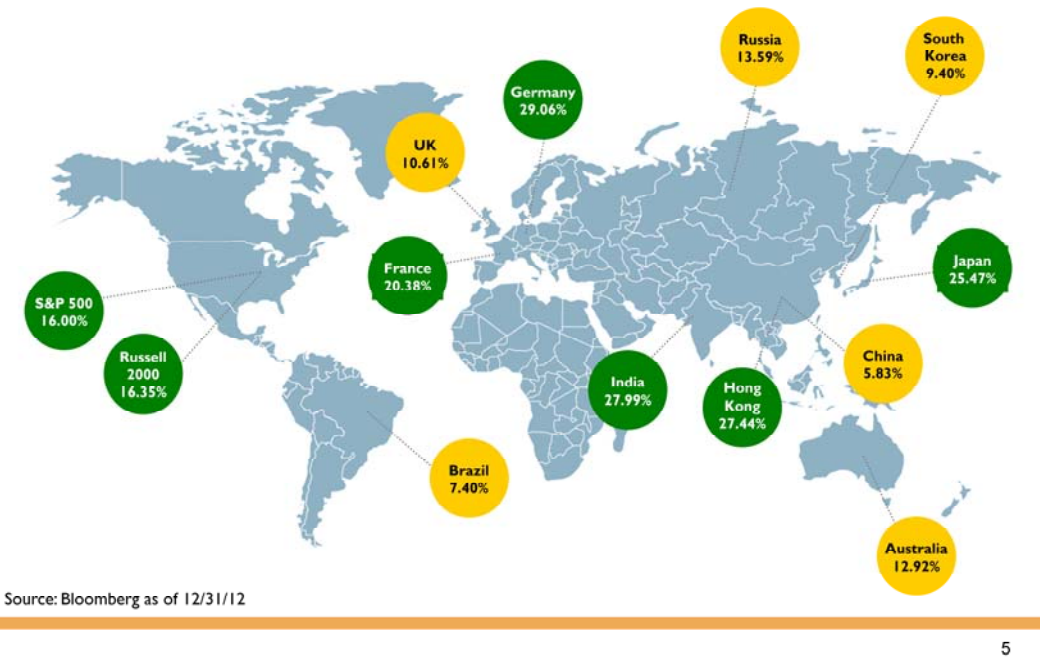 Russia
13.59%
South
Korea
9.40%
Germany
29.06%
UK
10.61%
France
20.38%
Japan
25.47%
S&P 500
16.00%
Russell
2000
16.35%
China
5.83%
India
27.99%
Hong
Kong
27.44%
Brazil
7.40%
Australia
12.92%
Source: Bloomberg as of 12/31/12
5